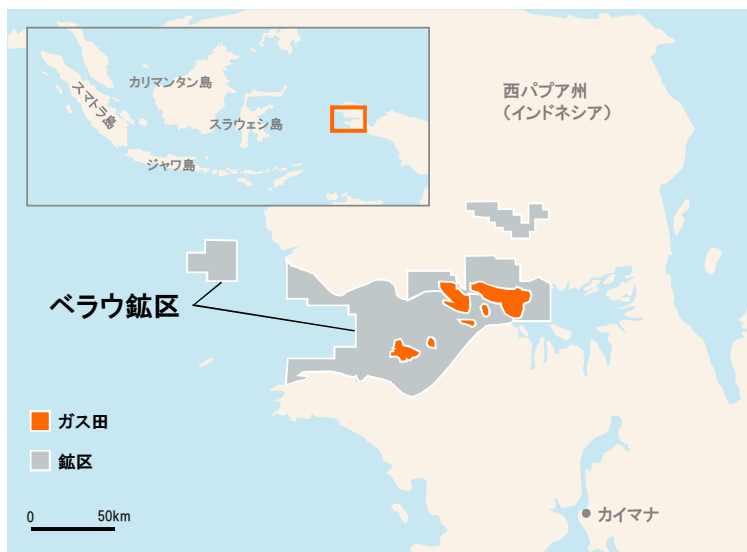 カリマンタン島
スマトラ島
スラウェシ島
ジャワ島
西パプア州
（インドネシア）
ベラウ鉱区
ガス田
鉱区
0 50km
カイマナ